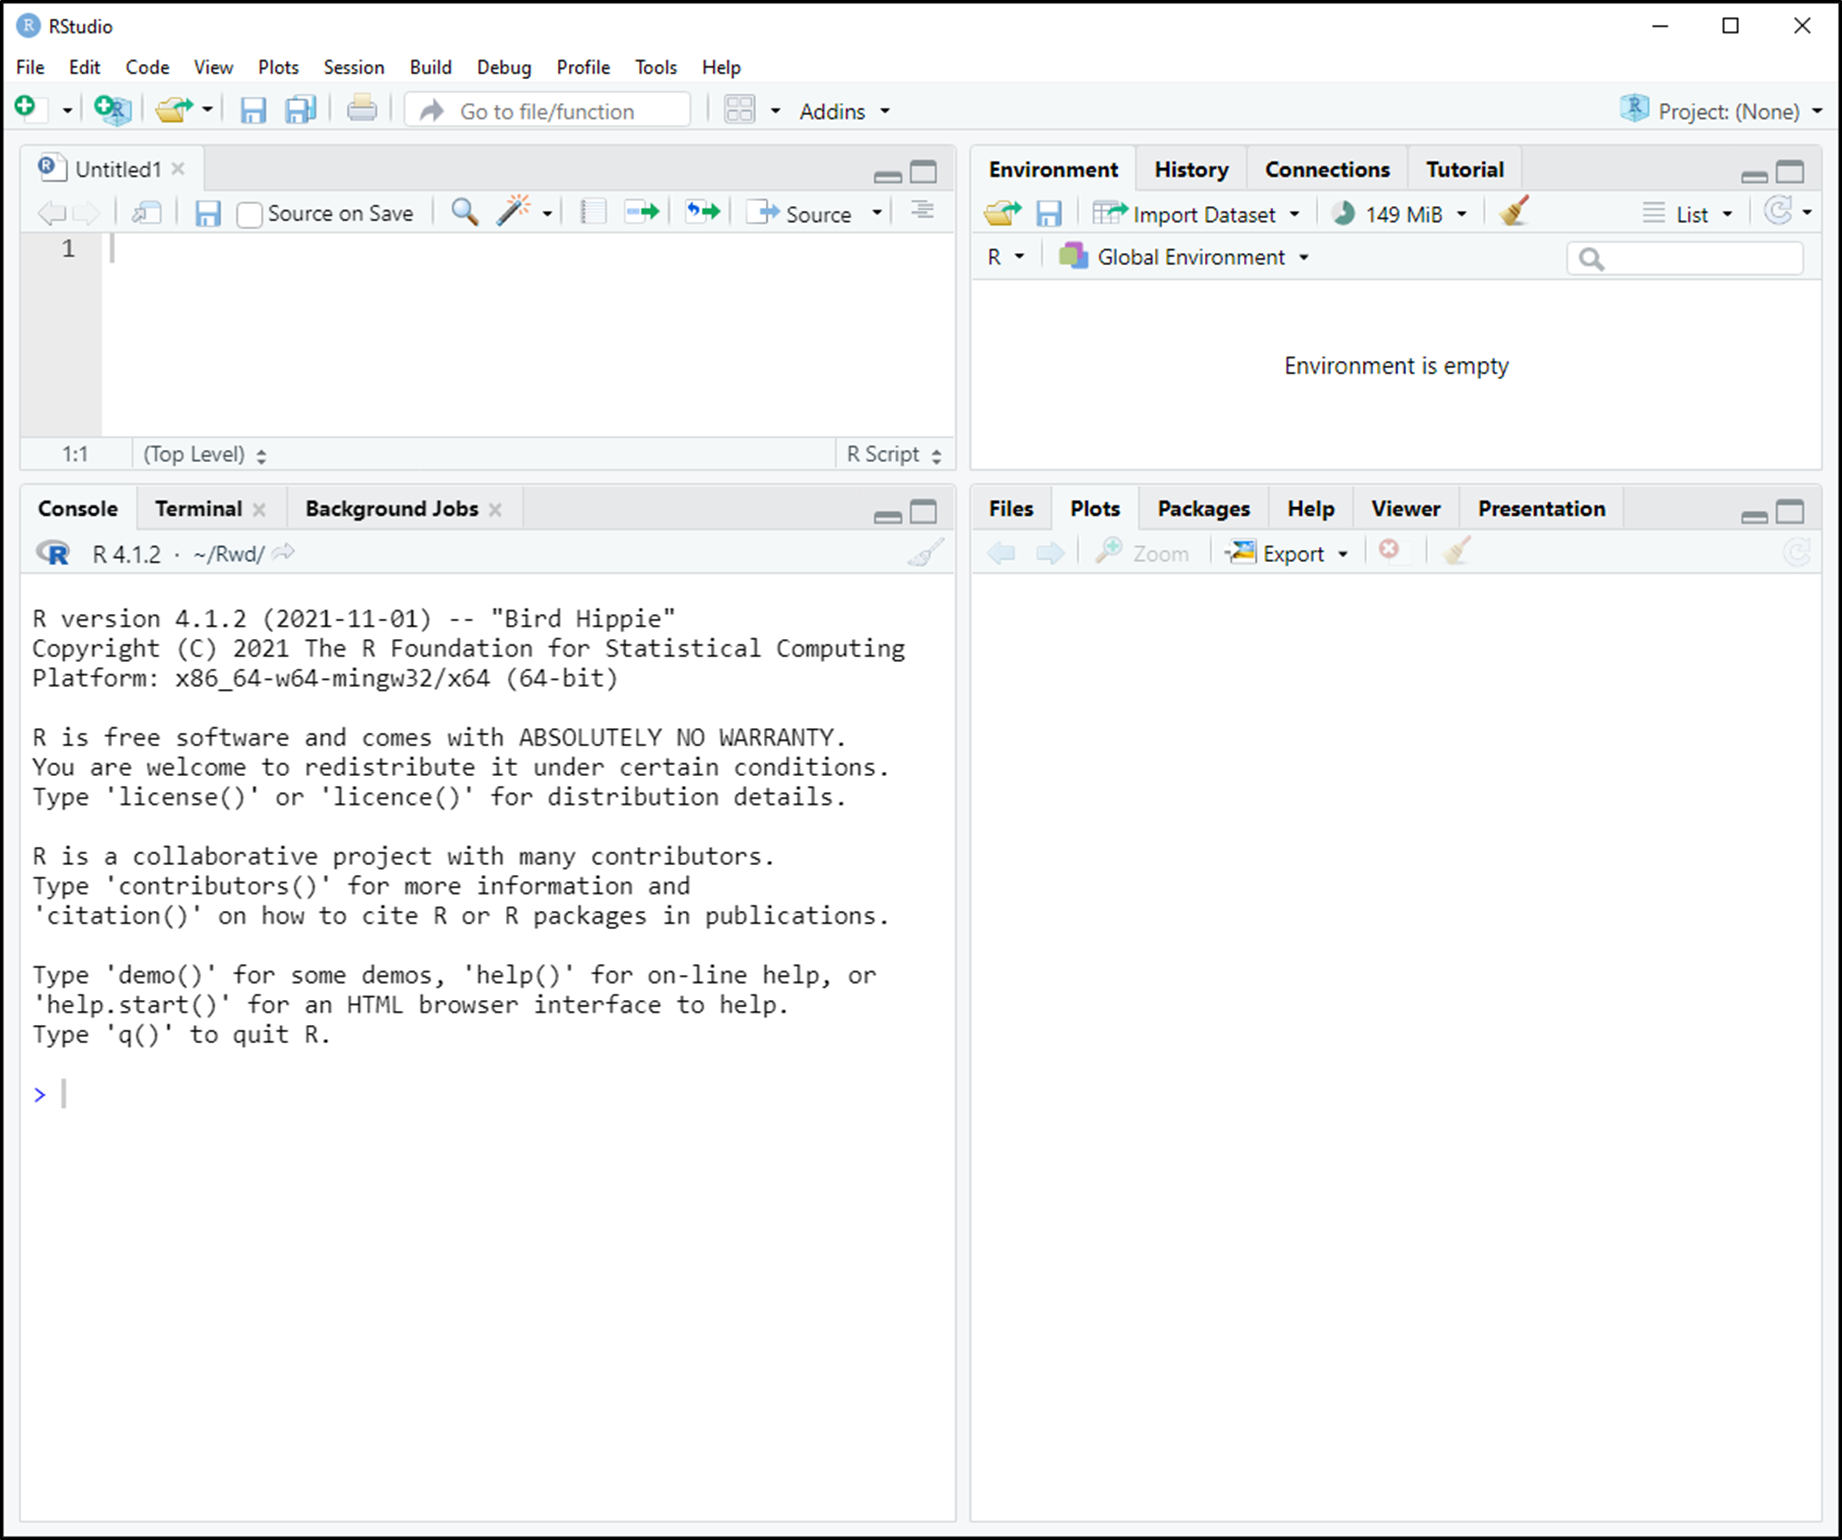 RStudio
File Edit Code View Plots Session Build Debug Profile Tools Help
Go to file/function Addins Project: (None)
Untitled1
Source on Save Source
1
1:1 (Top Level) R Script
Environment History Connections Tutorial
Import Dataset 149 MiB List
R Global Environment
Environment is empty
Console Terminal Background Jobs
R 4.1.2 · ~/Rwd/
R version 4.1.2 (2021-11-01) -- "Bird Hippie"
Copyright (C) 2021 The R Foundation for Statistical Computing
Platform: x86_64-w64-mingw32/x64 (64-bit)
R is free software and comes with ABSOLUTELY NO WARRANTY.
You are welcome to redistribute it under certain conditions.
Type 'license()' or 'licence()' for distribution details.
R is a collaborative project with many contributors.
Type 'contributors()' for more information and
'citation()' on how to cite R or R packages in publications.
Type 'demo()' for some demos, 'help()' for on-line help, or
'help.start()' for an HTML browser interface to help.
Type 'q()' to quit R.
>
Files Plots Packages Help Viewer Presentation
Zoom Export